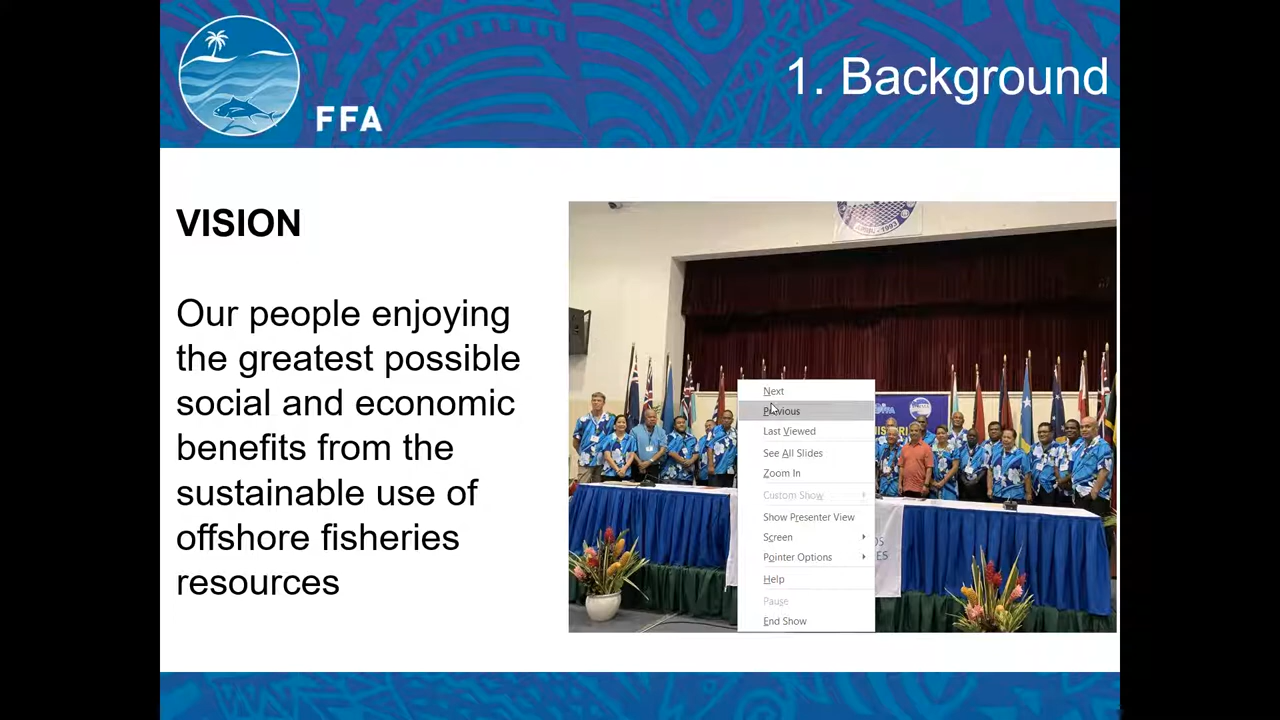 FFA
1. Background
VISION
Our people enjoying
the greatest possible
social and economic
benefits from the
sustainable use of
offshore fisheries
resources
1993
Next
Previous
Last Viewed
See All Slides
Zoom In
Custom Show
Show Presenter View
Screen
Pointer Options
Help
Pause
End Show